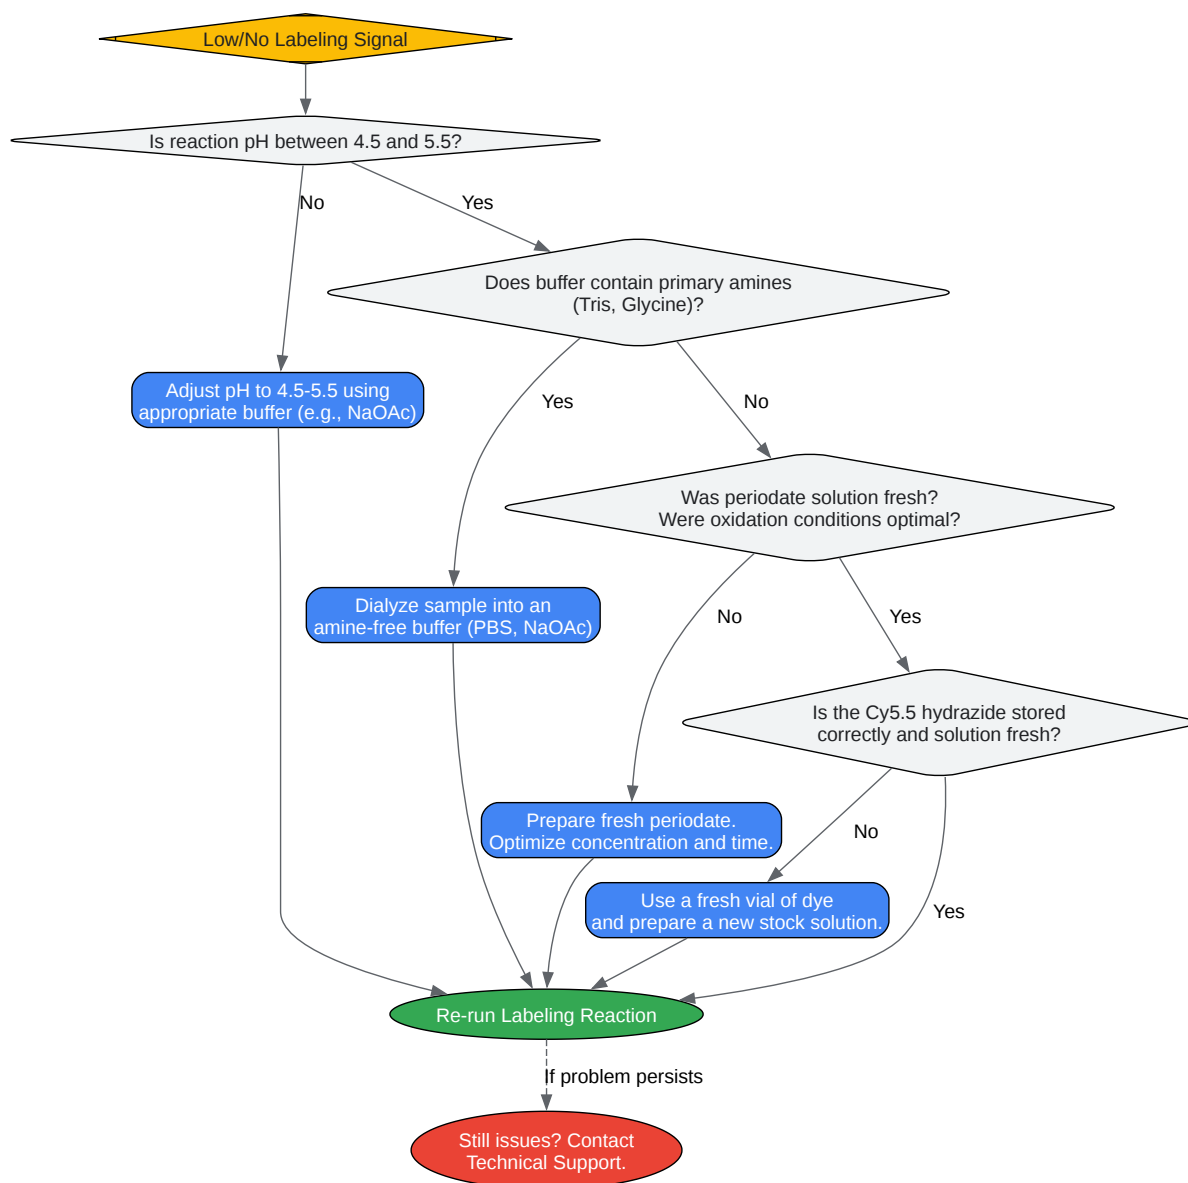 Low/No Labeling Signal
Is reaction pH between 4.5 and 5.5?
No
Yes
Does buffer contain primary amines
(Tris, Glycine)?
Adjust pH to 4.5-5.5 using
appropriate buffer (e.g., NaOAc)
Yes
No
Was periodate solution fresh?
Were oxidation conditions optimal?
Dialyze sample into an
amine-free buffer (PBS, NaOAc)
No
Yes
Is the Cy5.5 hydrazide stored
correctly and solution fresh?
Prepare fresh periodate.
Optimize concentration and time.
No
Use a fresh vial of dye
and prepare a new stock solution.
Yes
Re-run Labeling Reaction
If problem persists
Still issues? Contact
Technical Support.